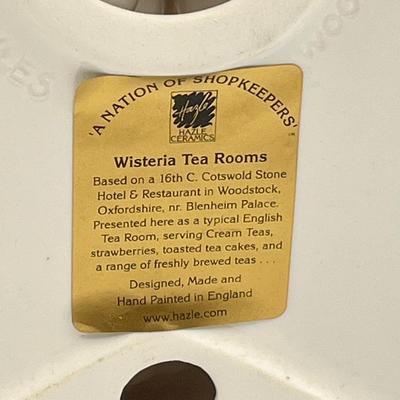 'A NATION OF SHOPKEEPERS'
Hazle
HAZLE
CERAMICS
Wisteria Tea Rooms
Based on a 16th C. Cotswold Stone
Hotel & Restaurant in Woodstock,
Oxfordshire, nr. Blenheim Palace.
Presented here as a typical English
Tea Room, serving Cream Teas,
strawberries, toasted tea cakes, and
a range of freshly brewed teas . . .
Designed, Made and
Hand Painted in England
www.hazle.com